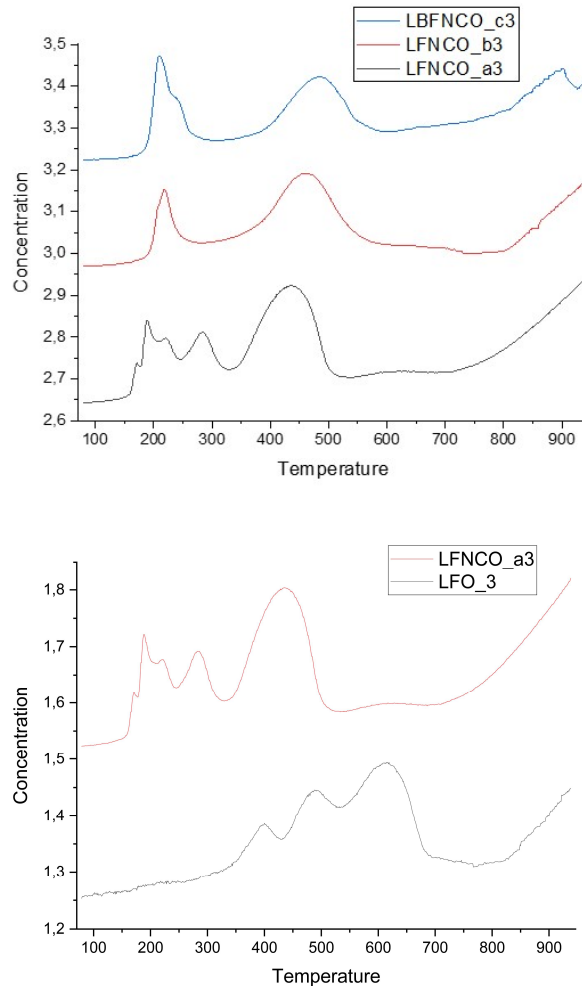 LBFNCO_c3
LFNCO_b3
LFNCO_a3
3,5
3,4
3,3
3,2
3,1
3,0
2,9
2,8
2,7
2,6
Concentration
100 200 300 400 500 600 700 800 900
Temperature
LFNCO_a3
LFO_3
1,8
1,7
1,6
1,5
1,4
1,3
1,2
Concentration
100 200 300 400 500 600 700 800 900
Temperature